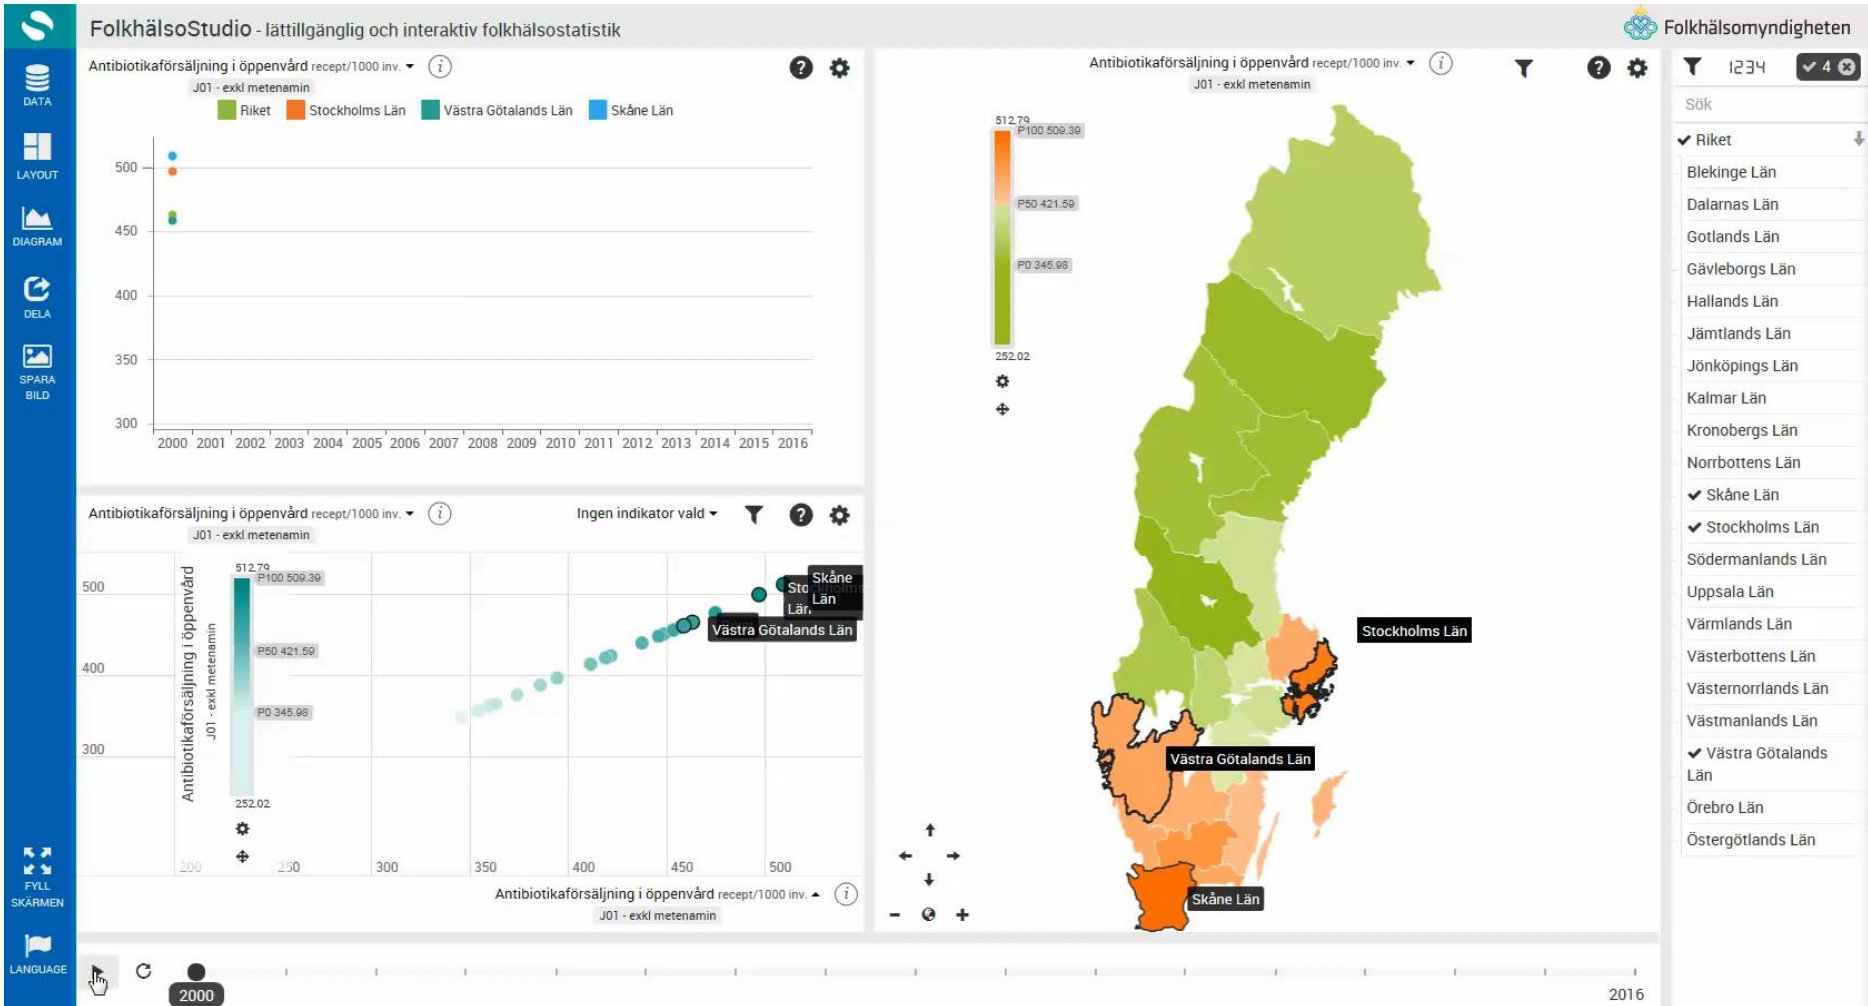 FolkhälsoStudio - lättillgänglig och interaktiv folkhälsostatistik
Folkhälsomyndigheten
DATA
LAYOUT
DIAGRAM
DELA
SPARA
BILD
FYLL
SKÄRMEN
LANGUAGE
Antibiotikaförsäljning i öppenvård recept/1000 inv.
J01 - exkl metenamin
Riket
Stockholms Län
Västra Götalands Län
Skåne Län
500
450
400
350
300
2000 2001 2002 2003 2004 2005 2006 2007 2008 2009 2010 2011 2012 2013 2014 2015 2016
Antibiotikaförsäljning i öppenvård recept/1000 inv.
J01 - exkl metenamin
Ingen indikator vald
Antibiotikaförsäljning i öppenvård
J01 - exkl metenamin
512.79
P100 509.39
P50 421.59
P0 345.98
252.02
500
400
300
Skåne
Län
Västra Götalands Län
200 250 300 350 400 450 500
Antibiotikaförsäljning i öppenvård recept/1000 inv.
J01 - exkl metenamin
Antibiotikaförsäljning i öppenvård recept/1000 inv.
J01 - exkl metenamin
512.79
P100 509.39
P50 421.59
P0 345.98
252.02
Stockholms Län
Västra Götalands Län
Skåne Län
1234
4
Sök
Riket
Blekinge Län
Dalarnas Län
Gotlands Län
Gävleborgs Län
Hallands Län
Jämtlands Län
Jönköpings Län
Kalmar Län
Kronobergs Län
Norrbottens Län
Skåne Län
Stockholms Län
Södermanlands Län
Uppsala Län
Värmlands Län
Västerbottens Län
Västernorrlands Län
Västmanlands Län
Västra Götalands
Län
Örebro Län
Östergötlands Län
2000
2016